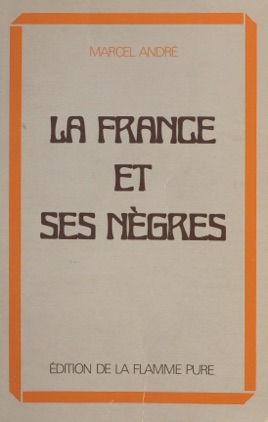 MARCEL ANDRÉ
LA FRANCE
ET
SES NÈGRES
ÉDITION DE LA FLAMME PURE